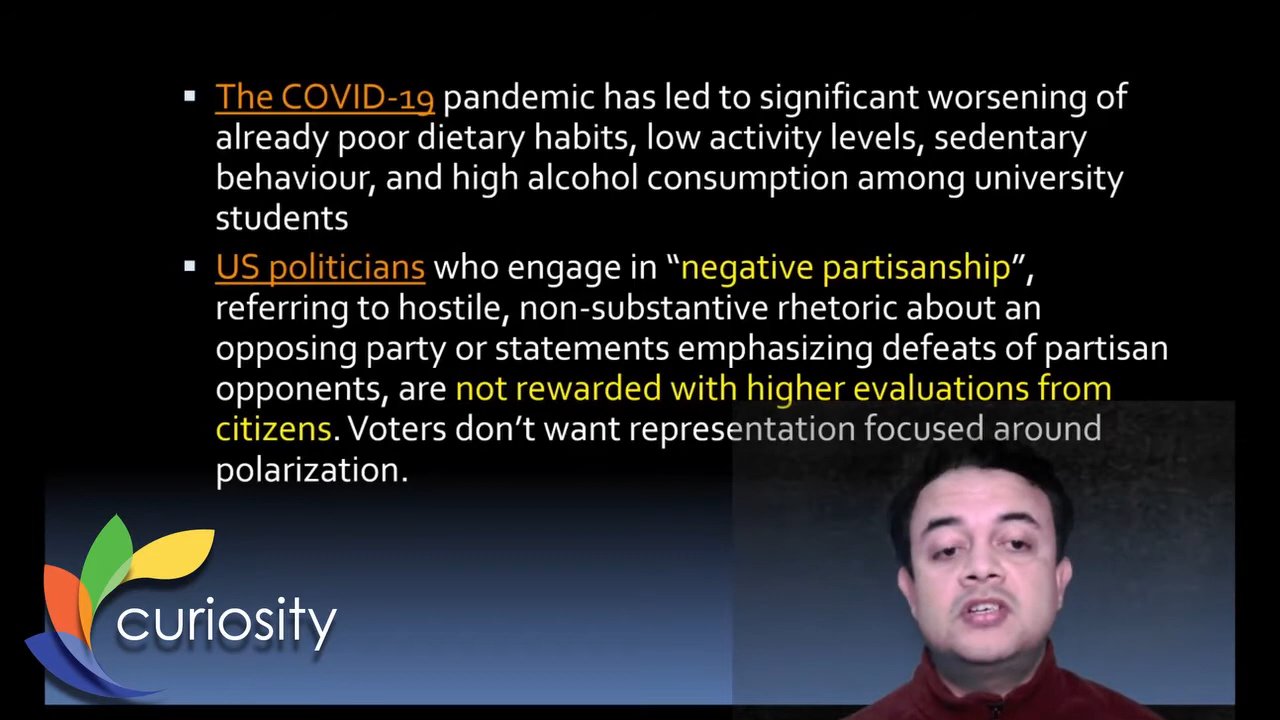 The COVID-19 pandemic has led to significant worsening of
already poor dietary habits, low activity levels, sedentary
behaviour, and high alcohol consumption among university
students
US politicians who engage in “negative partisanship”,
referring to hostile, non-substantive rhetoric about an
opposing party or statements emphasizing defeats of partisan
opponents, are not rewarded with higher evaluations from
citizens. Voters don’t want representation focused around
polarization.
curiosity